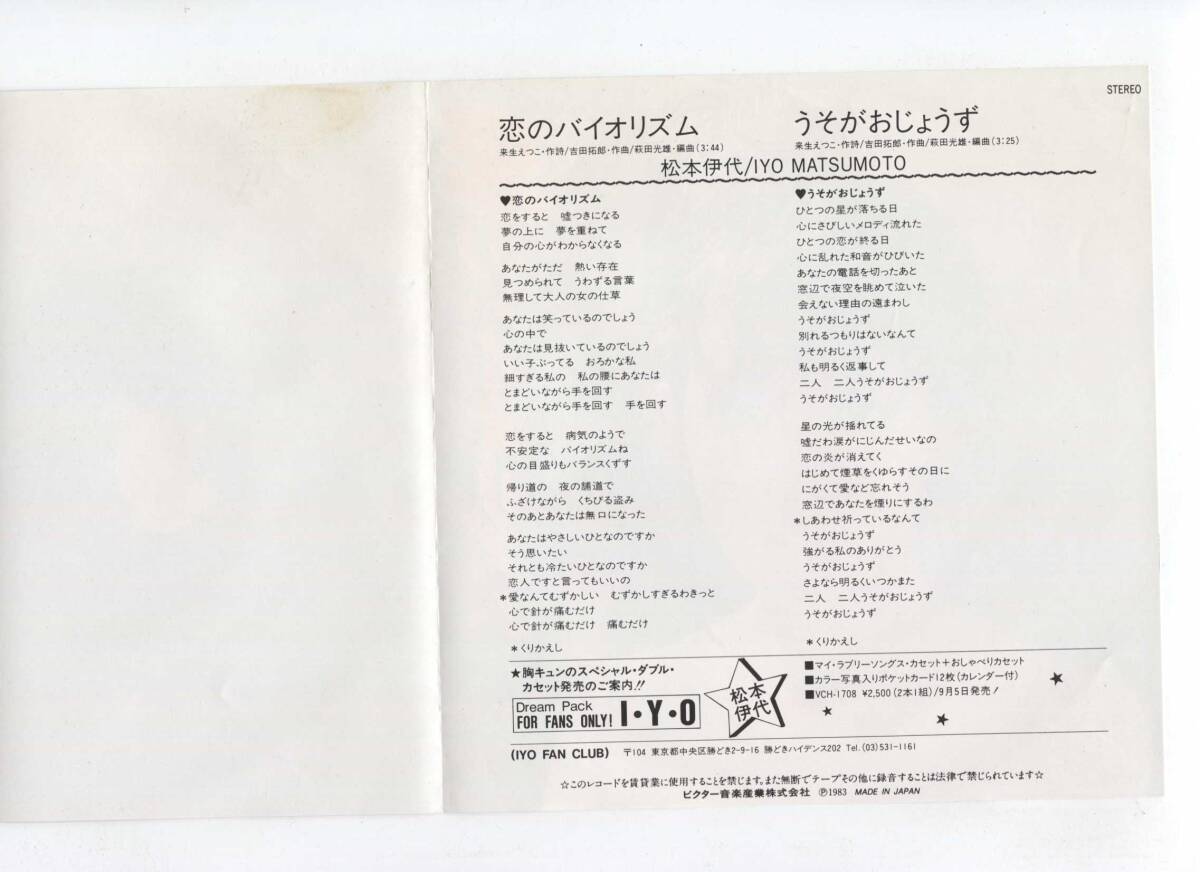 STEREO
恋のバイオリズム
来生えつこ・作詩/吉田拓郎・作曲/萩田光雄・編曲(3:44)
うそがおじょうず
来生えつこ・作詩/吉田拓郎・作曲/萩田光雄・編曲(3:25)
松本伊代/IYO MATSUMOTO
♥恋のバイオリズム
恋をすると 嘘つきになる
夢の上に 夢を重ねて
自分の心がわからなくなる
あなたがただ 熱い存在
見つめられて うわずる言葉
無理して大人の女の仕草
あなたは笑っているのでしょう
心の中で
あなたは見抜いているのでしょう
いい子ぶってる おろかな私
細すぎる私の 私の腰にあなたは
とまどいながら手を回す
とまどいながら手を回す 手を回す
恋をすると 病気のようで
不安定な バイオリズムね
心の目盛りもバランスくずす
帰り道の 夜の舗道で
ふざけながら くちびる盗み
そのあとあなたは無口になった
あなたはやさしいひとなのですか
そう思いたい
それとも冷たいひとなのですか
恋人ですと言ってもいいの
*愛なんてむずかしい むずかしすぎるわきっと
心で針が痛むだけ
心で針が痛むだけ 痛むだけ
*くりかえし
♥うそがおじょうず
ひとつの星が落ちる日
心にさびしいメロディ流れた
ひとつの恋が終る日
心に乱れた和音がひびいた
あなたの電話を切ったあと
窓辺で夜空を眺めて泣いた
会えない理由の遠まわし
うそがおじょうず
別れるつもりはないなんて
うそがおじょうず
私も明るく返事して
二人 二人うそがおじょうず
うそがおじょうず
星の光が揺れてる
嘘だわ涙がにじんだせいなの
恋の炎が消えてく
はじめて煙草をくゆらすその日に
にがくて愛など忘れそう
窓辺であなたを煙りにするわ
*しあわせ祈っているなんて
うそがおじょうず
強がる私のありがとう
うそがおじょうず
さよなら明るくいつかまた
二人 二人うそがおじょうず
うそがおじょうず
*くりかえし
★胸キュンのスペシャル・ダブル・
カセット発売のご案内!!
Dream Pack
FOR FANS ONLY! I・Y・O
松本
伊代
■マイ・ラブリーソングス・カセット+おしゃべりカセット
■カラー写真入りポケットカード12枚(カレンダー付)
■VCH-1708 ¥2,500(2本1組)/9月5日発売!
(IYO FAN CLUB) 〒104 東京都中央区勝どき2-9-16 勝どきハイデンス202 Tel.(03)531-1161
☆このレコードを賃貸業に使用することを禁じます。また無断でテープその他に録音することは法律で禁じられています☆
ビクター音楽産業株式会社 Ⓟ1983 MADE IN JAPAN